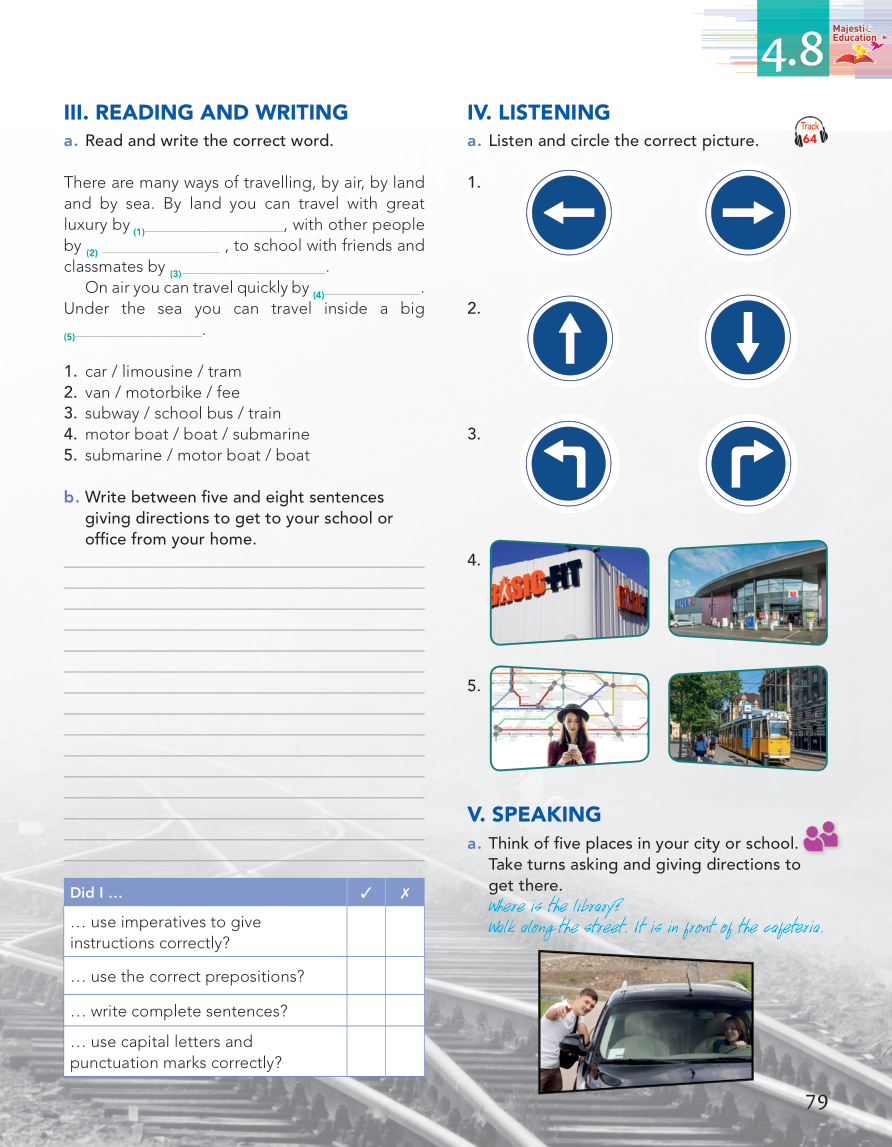 4.8
Majestic
Education
III. READING AND WRITING
a. Read and write the correct word.
There are many ways of travelling, by air, by land
and by sea. By land you can travel with great
luxury by (1)____________________, with other people
by (2) ________________ , to school with friends and
classmates by (3)____________________.
On air you can travel quickly by (4)_____________.
Under the sea you can travel inside a big
(5)_________________.
1. car / limousine / tram
2. van / motorbike / fee
3. subway / school bus / train
4. motor boat / boat / submarine
5. submarine / motor boat / boat
b. Write between five and eight sentences
giving directions to get to your school or
office from your home.
Did I ... ✓ ✗
... use imperatives to give
instructions correctly?
... use the correct prepositions?
... write complete sentences?
... use capital letters and
punctuation marks correctly?
IV. LISTENING
a. Listen and circle the correct picture.
Track
64
1.
2.
3.
4.
BASIC-FIT
BASIC
5.
V. SPEAKING
a. Think of five places in your city or school.
Take turns asking and giving directions to
get there.
Where is the library?
Walk along the street. It is in front of the cafeteria.
79